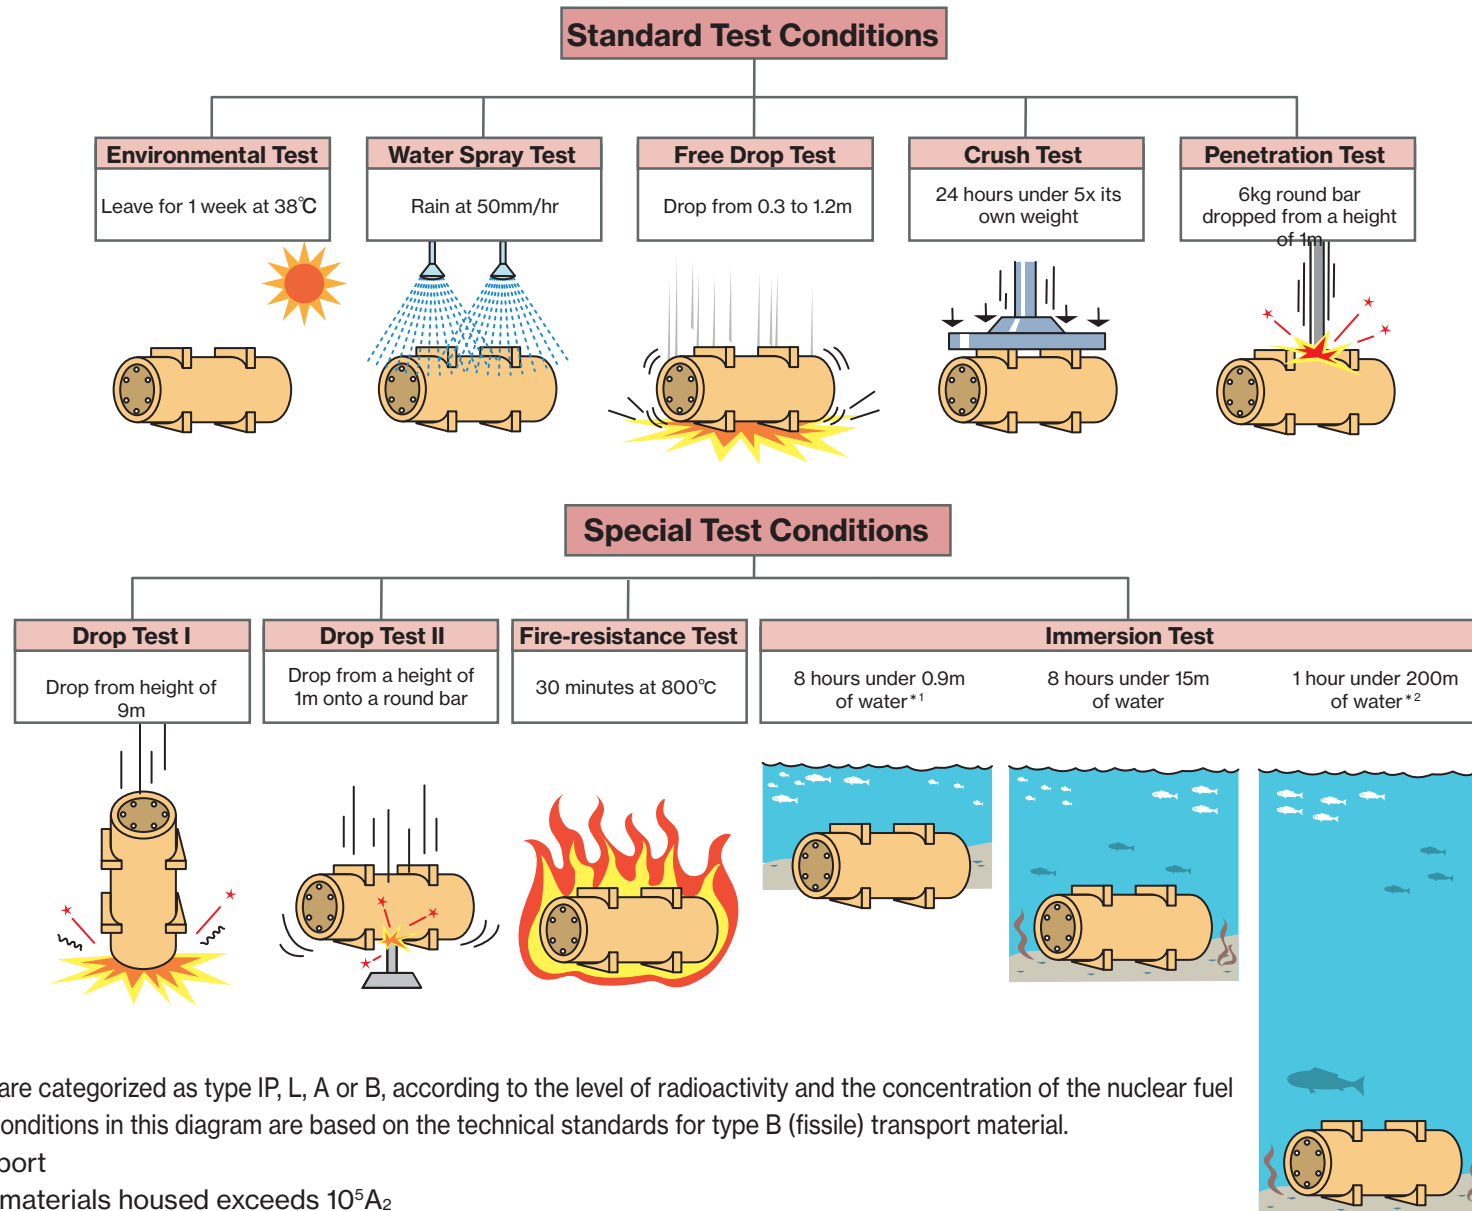 Standard Test Conditions
Environmental Test
Leave for 1 week at 38℃
Water Spray Test
Rain at 50mm/hr
Free Drop Test
Drop from 0.3 to 1.2m
Crush Test
24 hours under 5x its
own weight
Penetration Test
6kg round bar
dropped from a height
of 1m
Special Test Conditions
Drop Test I
Drop from height of
9m
Drop Test II
Drop from a height of
1m onto a round bar
Fire-resistance Test
30 minutes at 800℃
Immersion Test
8 hours under 0.9m
of water*1
8 hours under 15m
of water
1 hour under 200m
of water*2
are categorized as type IP, L, A or B, according to the level of radioactivity and the concentration of the nuclear fuel
onditions in this diagram are based on the technical standards for type B (fissile) transport material.
port
materials housed exceeds 10⁵A₂